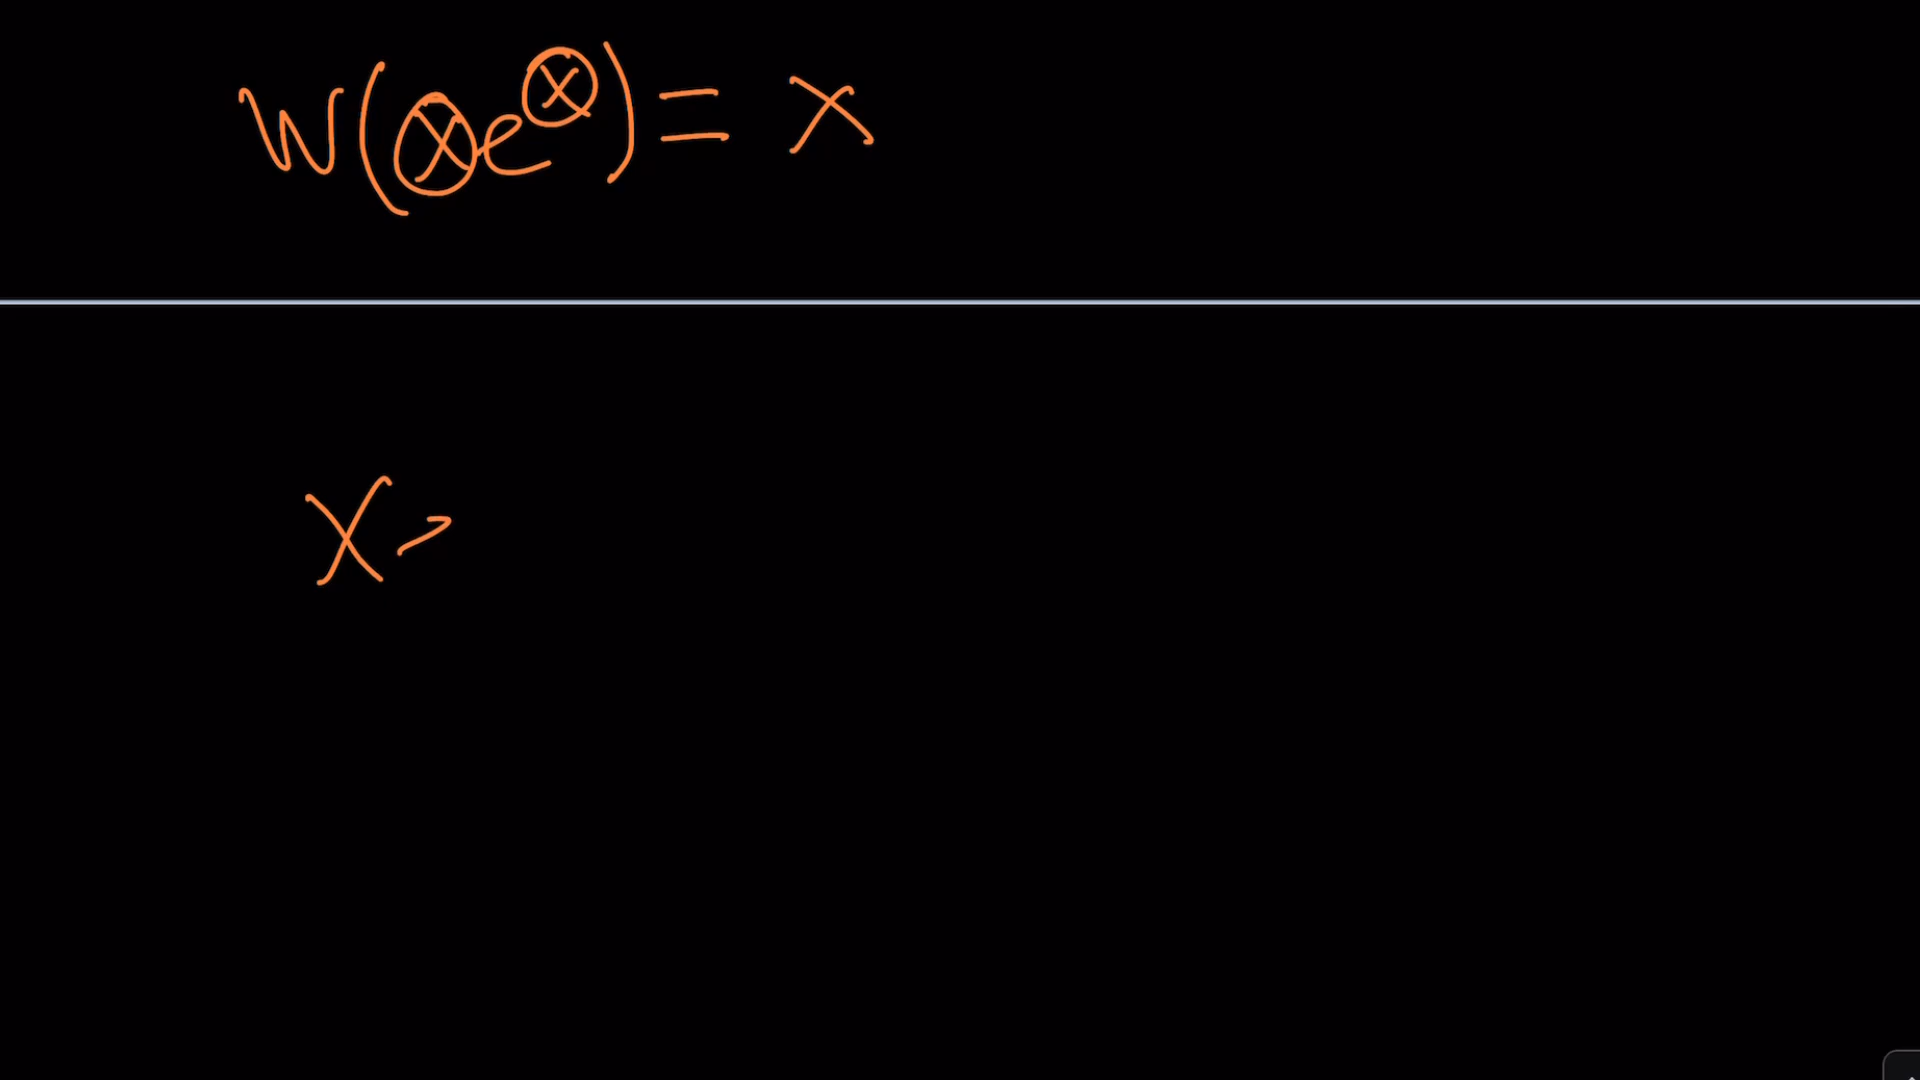 W(xe^x) = x
x